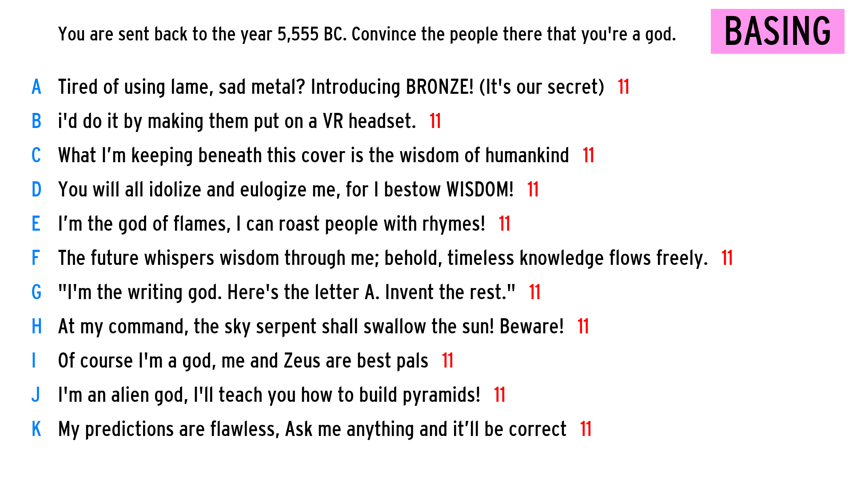 You are sent back to the year 5,555 BC. Convince the people there that you're a god.
BASING
A Tired of using lame, sad metal? Introducing BRONZE! (It's our secret) 11
B i'd do it by making them put on a VR headset. 11
C What I’m keeping beneath this cover is the wisdom of humankind 11
D You will all idolize and eulogize me, for I bestow WISDOM! 11
E I’m the god of flames, I can roast people with rhymes! 11
F The future whispers wisdom through me; behold, timeless knowledge flows freely. 11
G "I'm the writing god. Here's the letter A. Invent the rest." 11
H At my command, the sky serpent shall swallow the sun! Beware! 11
I Of course I'm a god, me and Zeus are best pals 11
J I'm an alien god, I'll teach you how to build pyramids! 11
K My predictions are flawless, Ask me anything and it’ll be correct 11